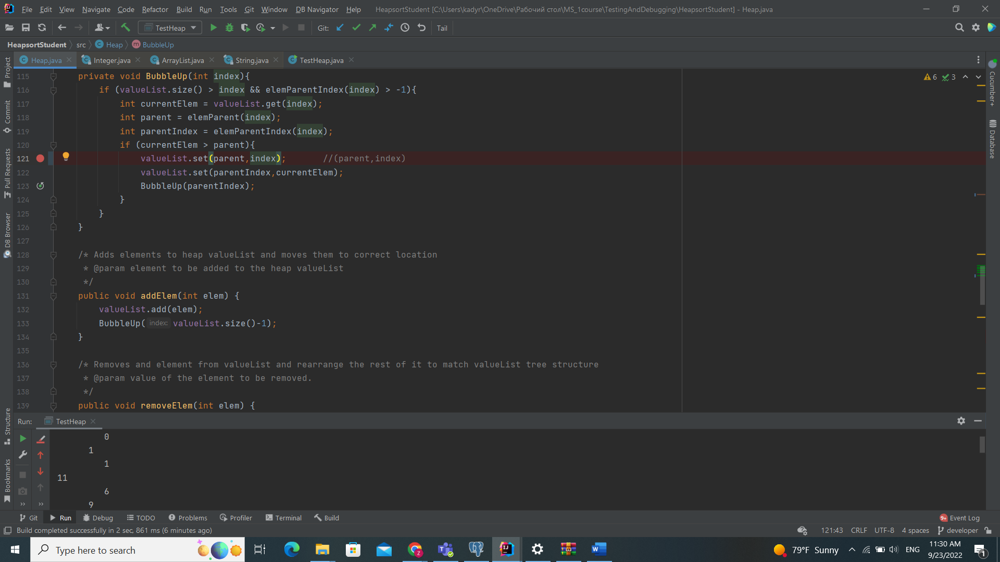 File Edit View Navigate Code Refactor Build Run Tools Git Window DB Navigator Help HeapsortStudent [C:\Users\kadyr\OneDrive\Рабочий стол\MS_1course\TestingAndDebugging\HeapsortStudent] - Heap.java
TestHeap Git: Tail
HeapsortStudent src Heap BubbleUp
Heap.java Integer.java ArrayList.java String.java TestHeap.java
6 3
115 private void BubbleUp(int index){
116 if (valueList.size() > index && elemParentIndex(index) > -1){
117 int currentElem = valueList.get(index);
118 int parent = elemParent(index);
119 int parentIndex = elemParentIndex(index);
120 if (currentElem > parent){
121 valueList.set(parent,index); //(parent,index)
122 valueList.set(parentIndex,currentElem);
123 BubbleUp(parentIndex);
124 }
125 }
126 }
127
128 /* Adds elements to heap valueList and moves them to correct location
129 * @param element to be added to the heap valueList
130 */
131 public void addElem(int elem) {
132 valueList.add(elem);
133 BubbleUp( index: valueList.size()-1);
134 }
135
136 /* Removes and element from valueList and rearrange the rest of it to match valueList tree structure
137 * @param value of the element to be removed.
138 */
139 public void removeElem(int elem) {
Project
Commit
Pull Requests
DB Browser
Structure
Bookmarks
Cucumber+
Database
Run: TestHeap
0
1
1
11
6
9
Git Run Debug TODO Problems Profiler Terminal Build 9+ Event Log
Build completed successfully in 2 sec, 861 ms (6 minutes ago) 121:43 CRLF UTF-8 4 spaces developer
Type here to search Z 79°F Sunny ENG 11:30 AM
9/23/2022 1